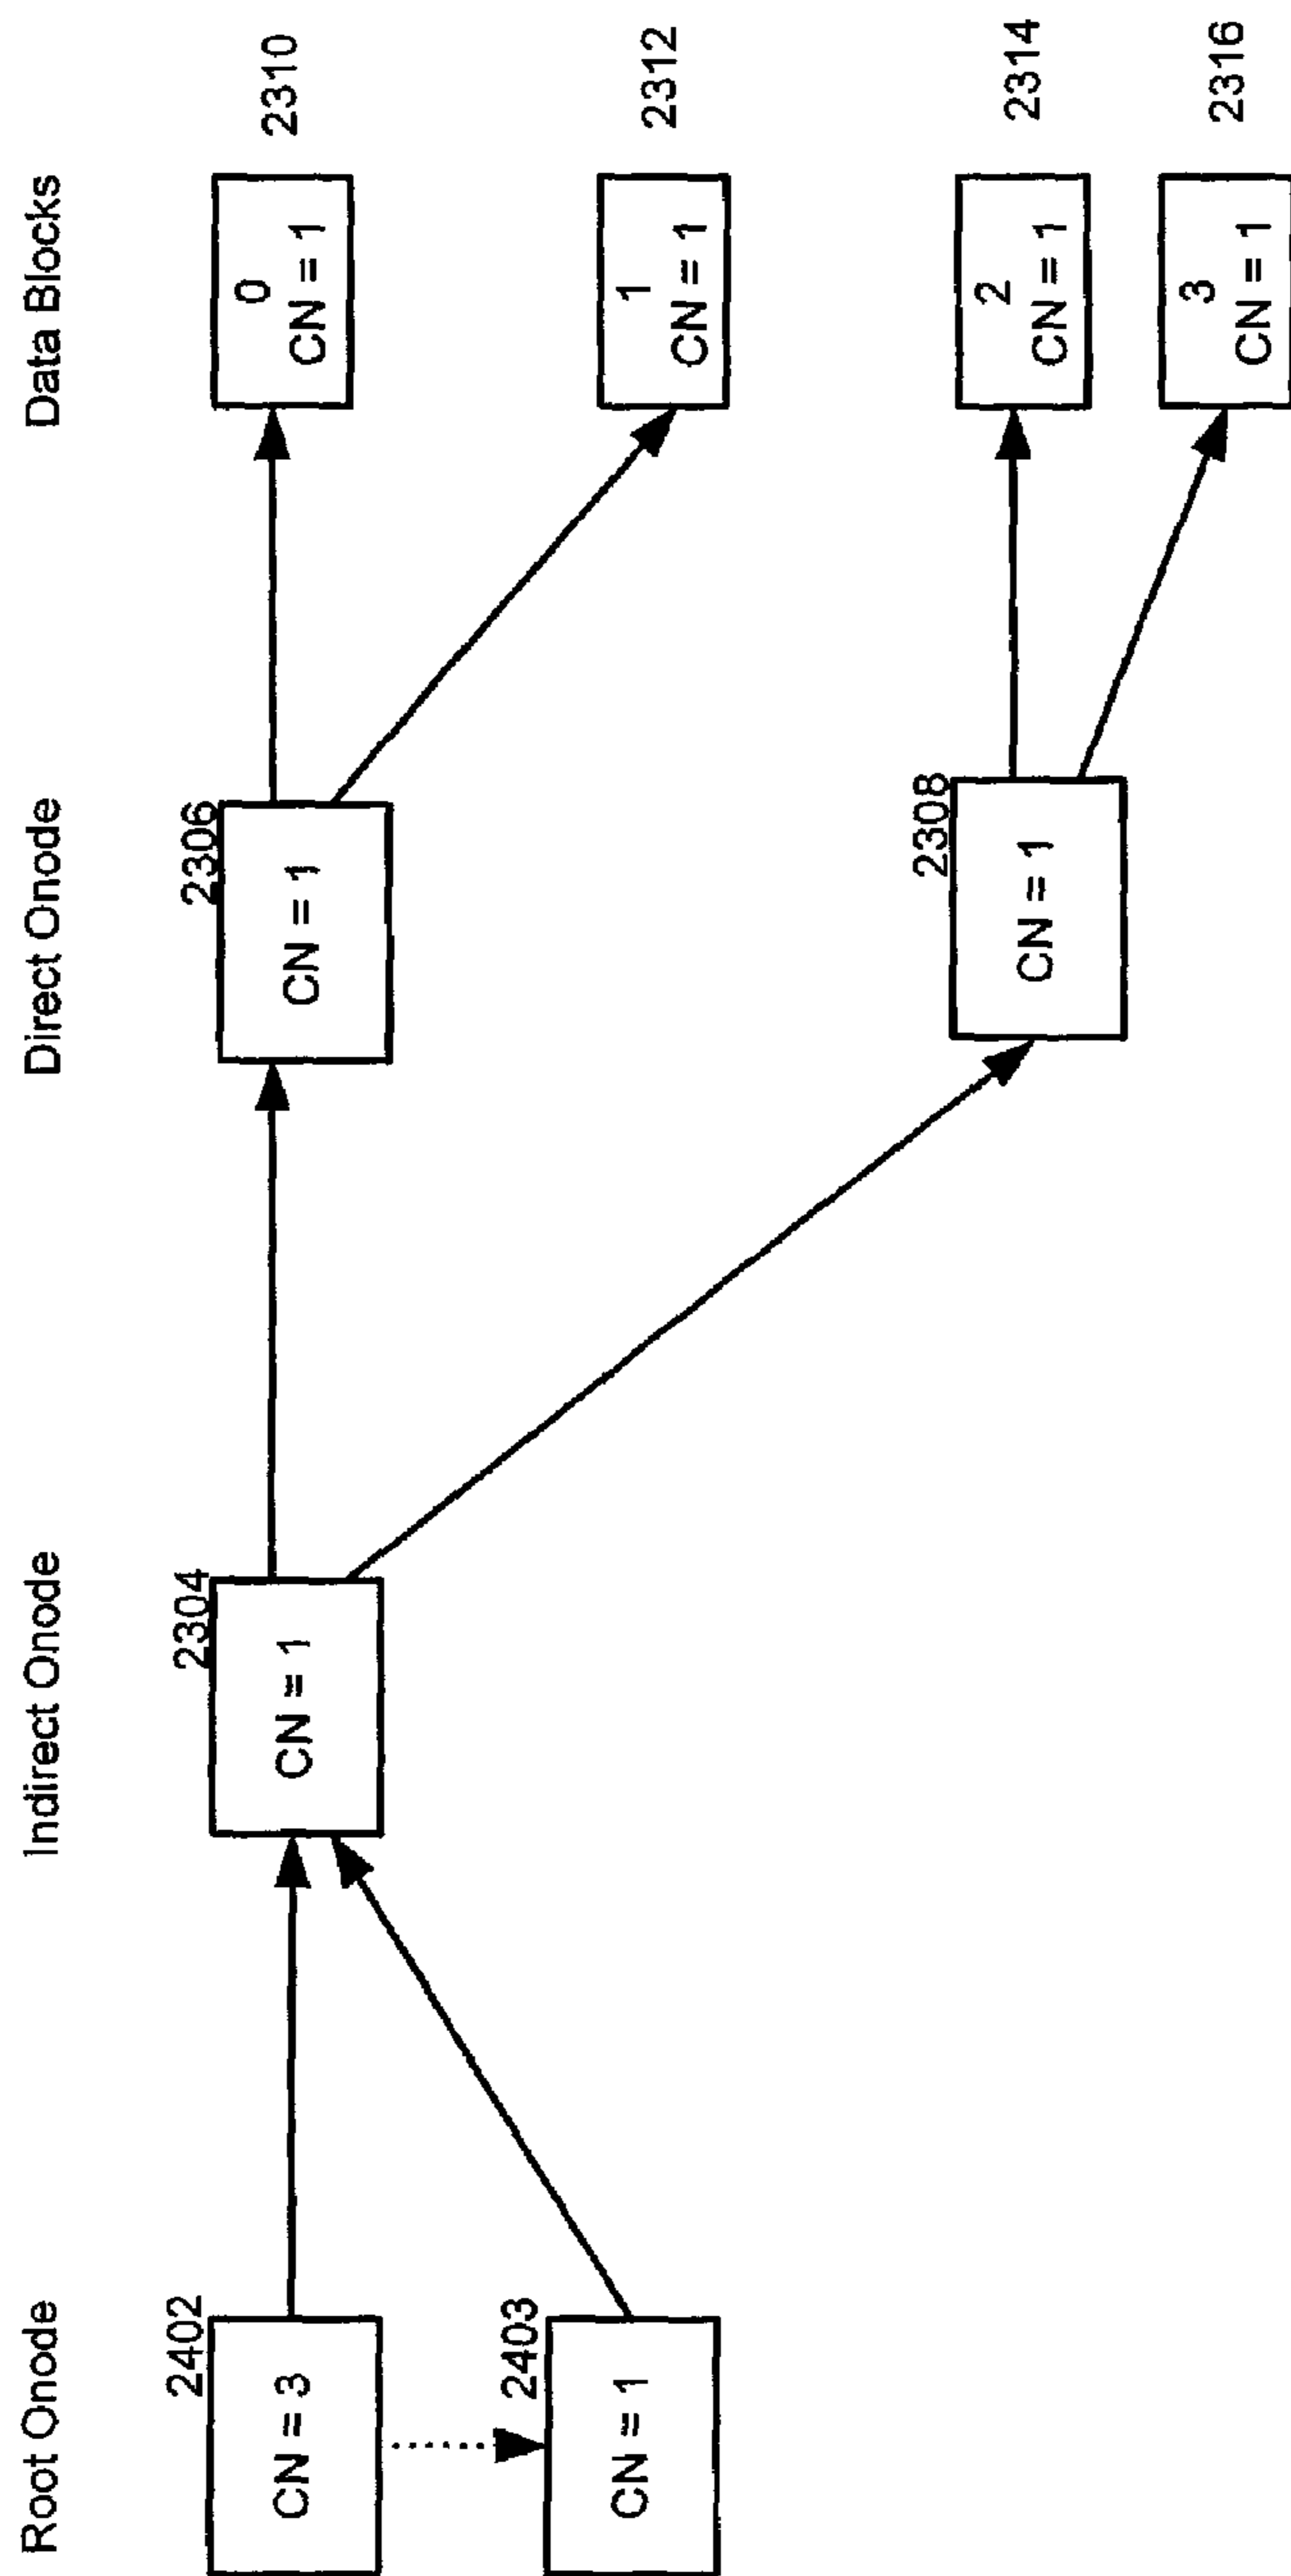 Root Onode
Indirect Onode
Direct Onode
Data Blocks
2402
CN = 3
2403
CN = 1
2304
CN = 1
2306
CN = 1
2308
CN = 1
0
CN = 1
2310
1
CN = 1
2312
2
CN = 1
2314
3
CN = 1
2316